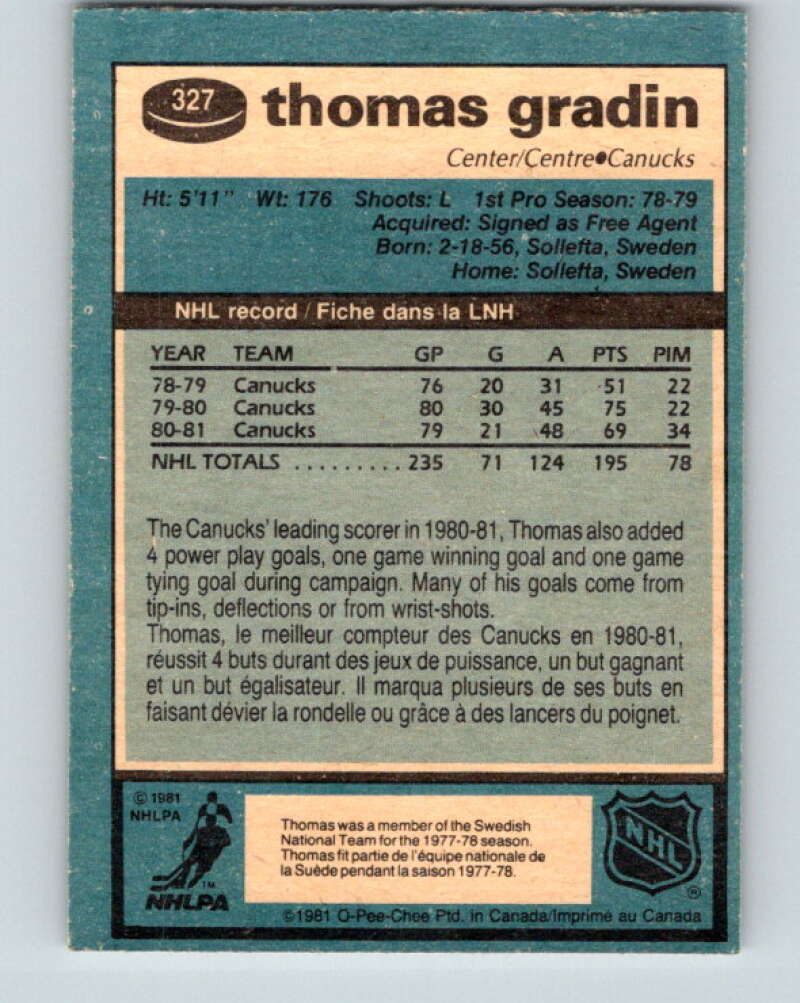 327 thomas gradin
Center/Centre•Canucks
Ht: 5'11" Wt: 176 Shoots: L 1st Pro Season: 78-79
Acquired: Signed as Free Agent
Born: 2-18-56, Sollefta, Sweden
Home: Sollefta, Sweden
NHL record / Fiche dans la LNH
YEAR TEAM GP G A PTS PIM
78-79 Canucks 76 20 31 51 22
79-80 Canucks 80 30 45 75 22
80-81 Canucks 79 21 48 69 34
NHL TOTALS ......... 235 71 124 195 78
The Canucks' leading scorer in 1980-81, Thomas also added
4 power play goals, one game winning goal and one game
tying goal during campaign. Many of his goals come from
tip-ins, deflections or from wrist-shots.
Thomas, le meilleur compteur des Canucks en 1980-81,
réussit 4 buts durant des jeux de puissance, un but gagnant
et un but égalisateur. Il marqua plusieurs de ses buts en
faisant dévier la rondelle ou grâce à des lancers du poignet.
© 1981
NHLPA
TM
NHLPA
Thomas was a member of the Swedish
National Team for the 1977-78 season.
Thomas fit partie de l'équipe nationale de
la Suède pendant la saison 1977-78.
NHL
®
©1981 O-Pee-Chee Ptd. in Canada/Imprimé au Canada